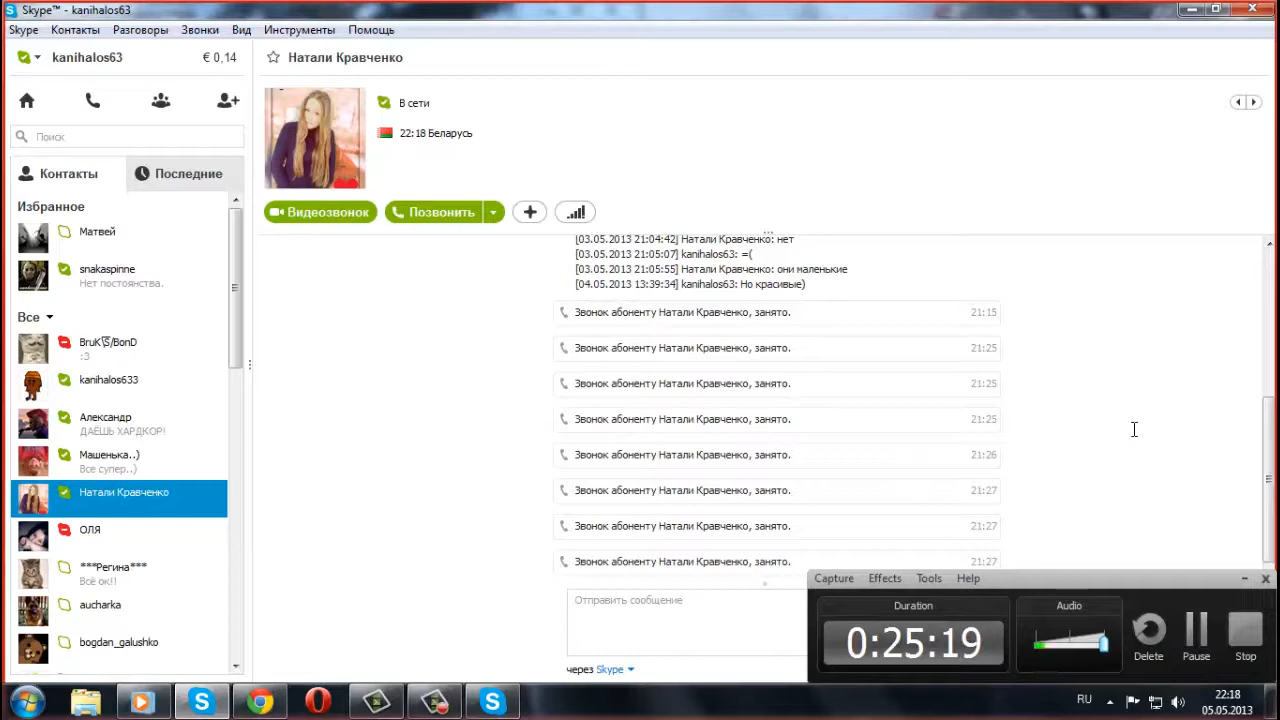 Skype™ - kanihalos63
Skype Контакты Разговоры Звонки Вид Инструменты Помощь
kanihalos63 € 0,14
Поиск
Контакты Последние
Избранное
Матвей
snakaspinne
Нет постоянства.
Все
BruK\S/BonD
:3
kanihalos633
Александр
ДАЁШЬ ХАРДКОР!
Машенька..)
Все супер..)
Натали Кравченко
ОЛЯ
***Регина***
Всё ок!!
aucharka
bogdan_galushko
Натали Кравченко
В сети
22:18 Беларусь
Видеозвонок Позвонить
[03.05.2013 21:04:42] Натали Кравченко: нет
[03.05.2013 21:05:07] kanihalos63: =(
[03.05.2013 21:05:55] Натали Кравченко: они маленькие
[04.05.2013 13:39:34] kanihalos63: Но красивые)
Звонок абоненту Натали Кравченко, занято. 21:15
Звонок абоненту Натали Кравченко, занято. 21:25
Звонок абоненту Натали Кравченко, занято. 21:25
Звонок абоненту Натали Кравченко, занято. 21:25
Звонок абоненту Натали Кравченко, занято. 21:26
Звонок абоненту Натали Кравченко, занято. 21:27
Звонок абоненту Натали Кравченко, занято. 21:27
Звонок абоненту Натали Кравченко, занято. 21:27
Отправить сообщение
через Skype
Capture Effects Tools Help
Duration Audio
0:25:19
Delete Pause Stop
RU 22:18
05.05.2013